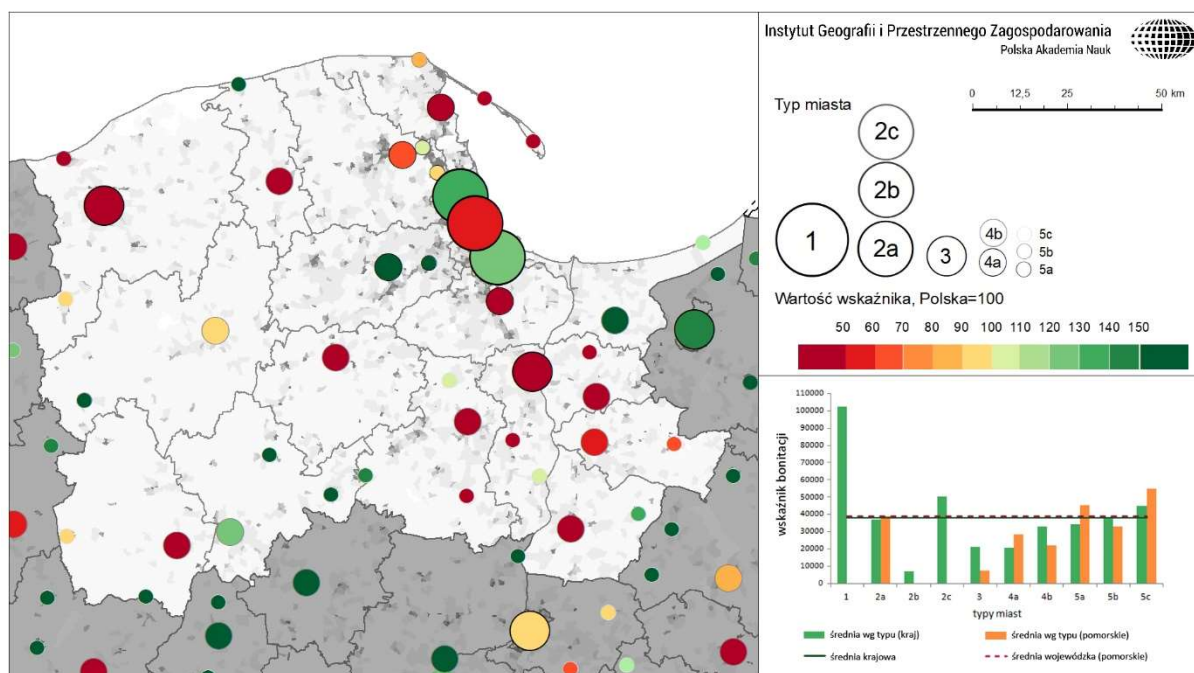 Instytut Geografii i Przestrzennego Zagospodarowania
Polska Akademia Nauk
0 12,5 25 50 km
Typ miasta
2c
2b
1 2a 3 4b 4a 5c 5b 5a
Wartość wskaźnika, Polska=100
50 60 70 80 90 100 110 120 130 140 150
wskaźnik bonitacji
110000
100000
90000
80000
70000
60000
50000
40000
30000
20000
10000
0
1 2a 2b 2c 3 4a 4b 5a 5b 5c
typy miast
średnia wg typu (kraj)
średnia wg typu (pomorskie)
średnia krajowa
średnia wojewódzka (pomorskie)